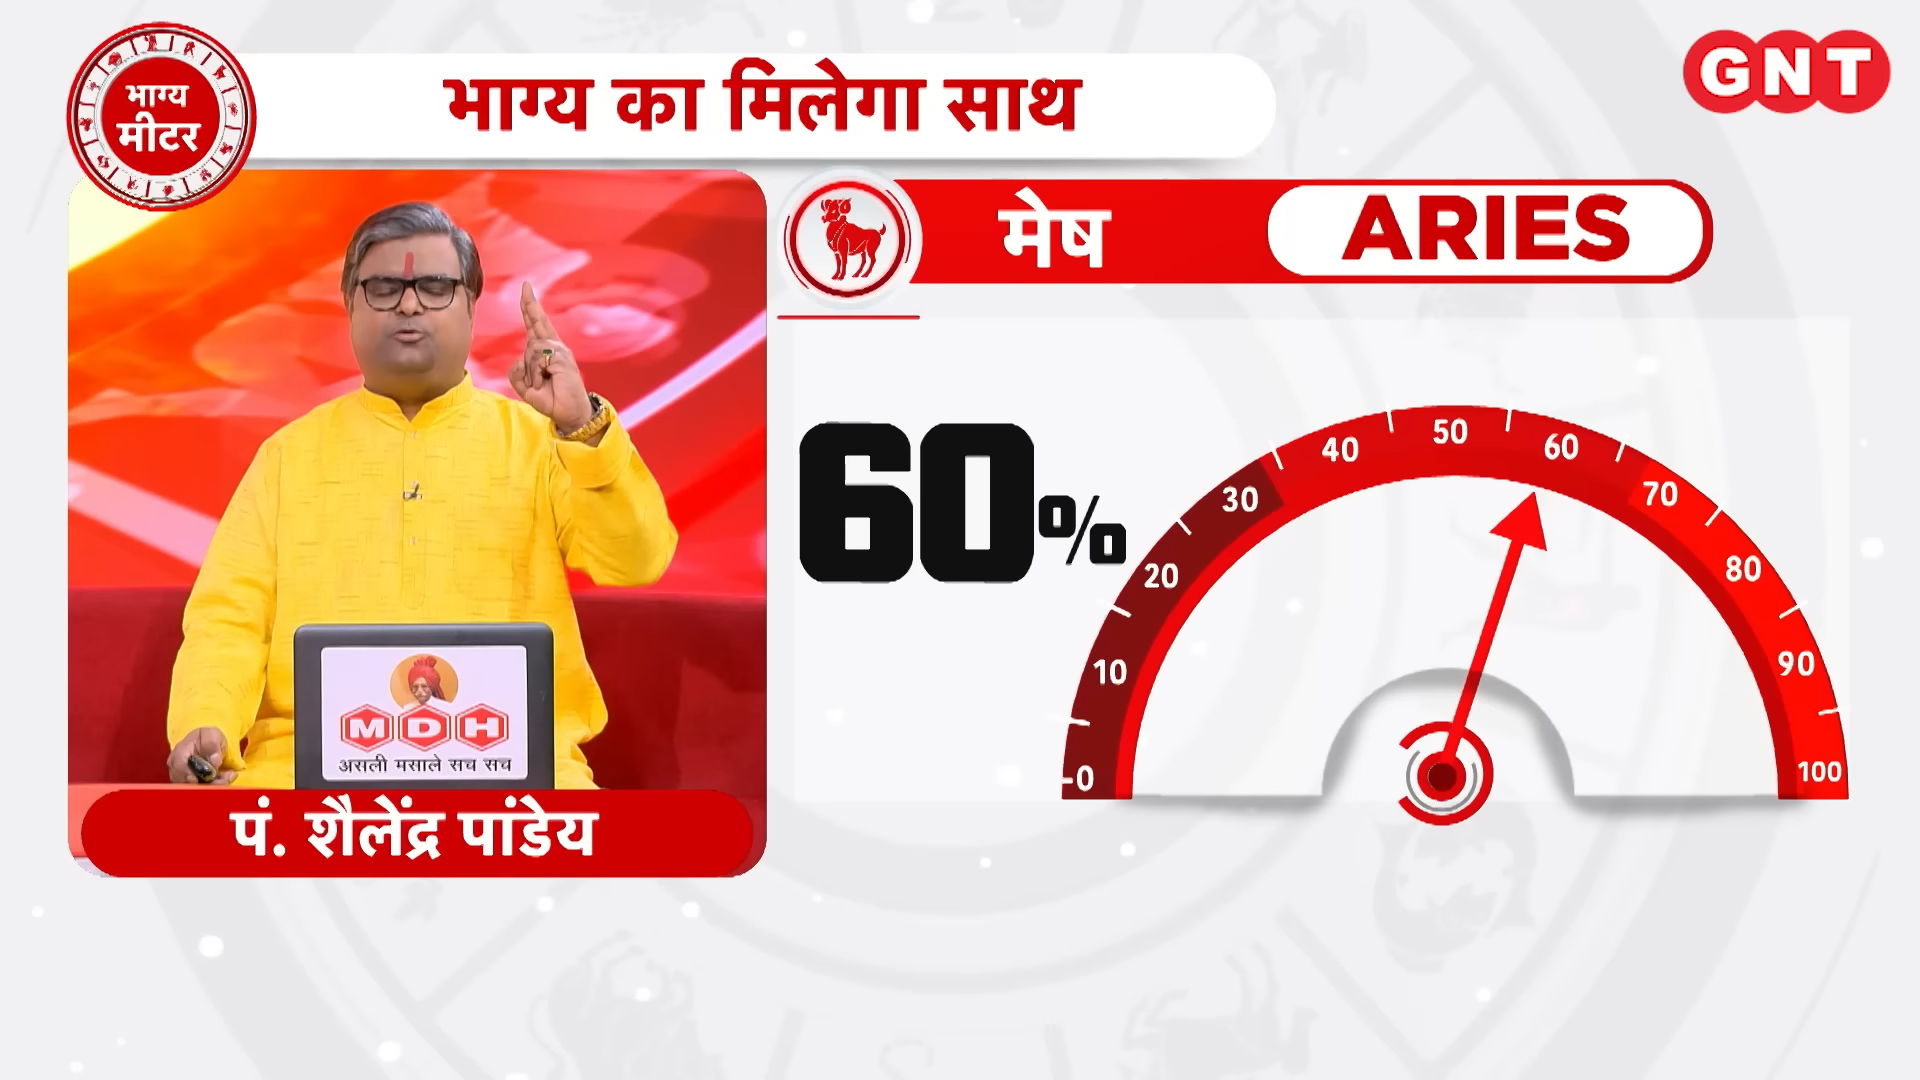 भाग्य
मीटर
भाग्य का मिलेगा साथ
GNT
मेष
ARIES
60%
-0
10
20
30
40
50
60
70
80
90
100
MDH
असली मसाले सच सच
पं. शैलेंद्र पांडेय